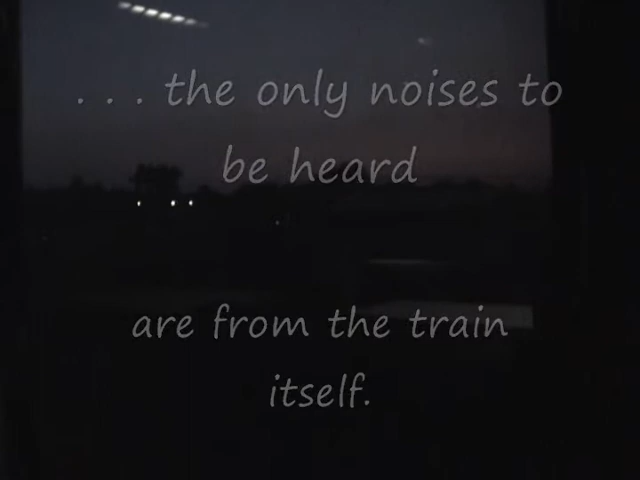 . . . the only noises to
be heard
are from the train
itself.